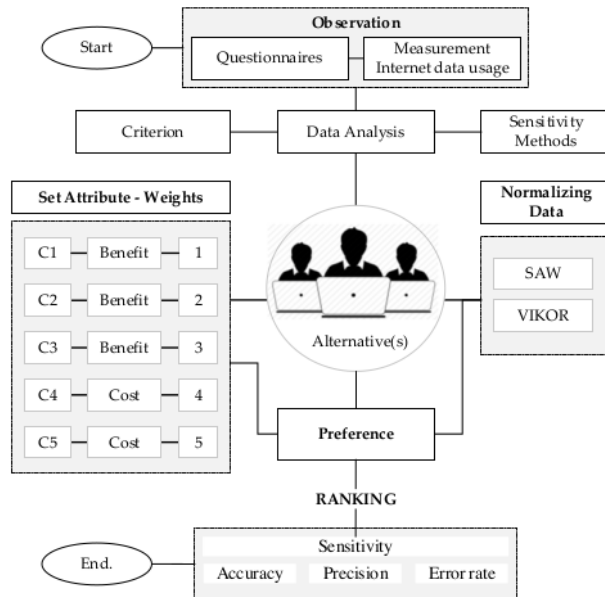 Observation
Start
Questionnaires
Measurement
Internet data usage
Criterion
Data Analysis
Sensitivity
Methods
Set Attribute - Weights
Normalizing
Data
C1 Benefit 1
C2 Benefit 2
C3 Benefit 3
C4 Cost 4
C5 Cost 5
Alternative(s)
SAW
VIKOR
Preference
RANKING
Sensitivity
End.
Accuracy Precision Error rate